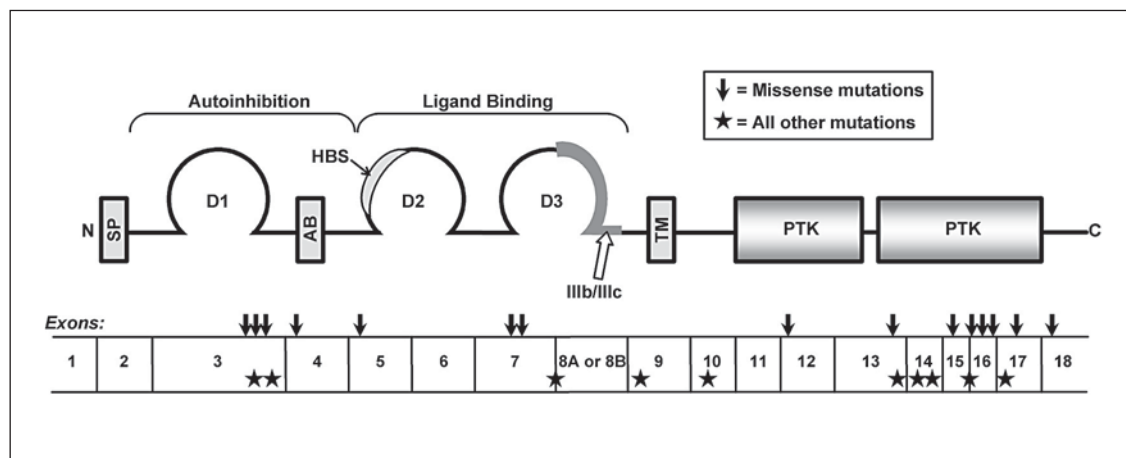 Autoinhibition Ligand Binding
↓ = Missense mutations
★ = All other mutations
HBS
D1 D2 D3
N SP AB TM PTK PTK C
IIIb/IIIc
Exons:
1 2 3 4 5 6 7 8A or 8B 9 10 11 12 13 14 15 16 17 18